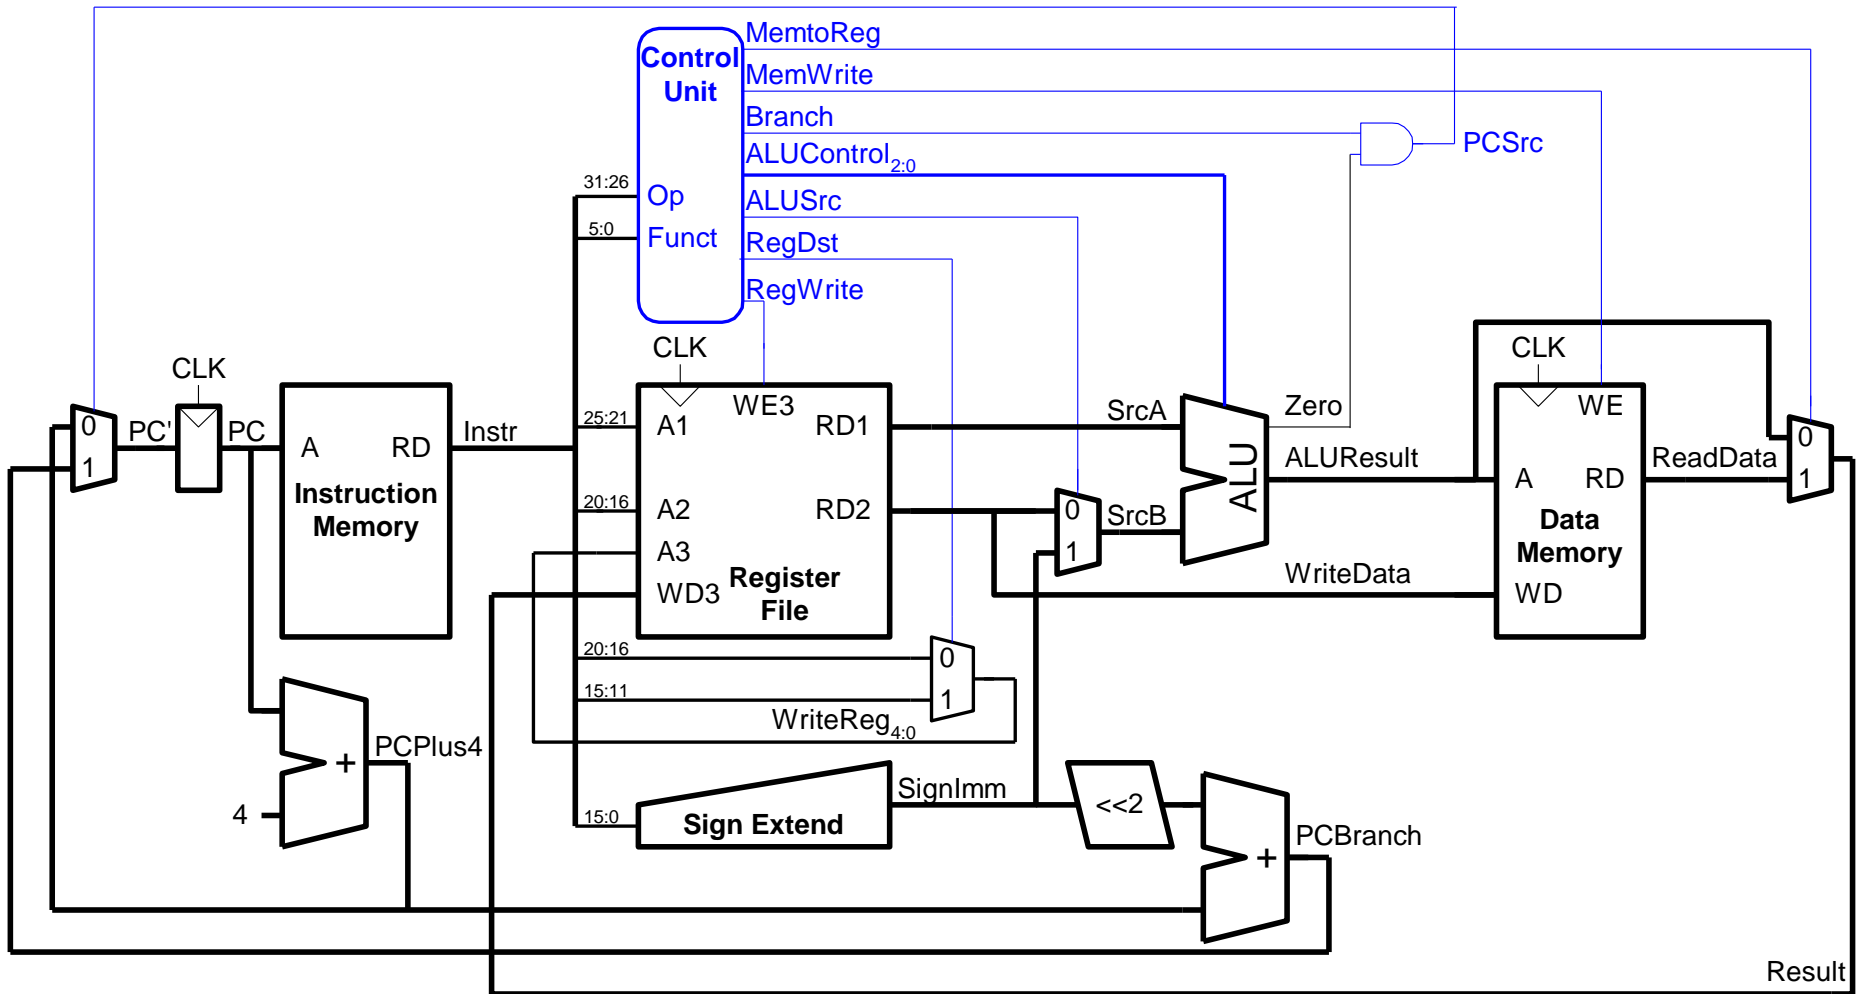 MemtoReg
Control
Unit
MemWrite
Branch
PCSrc
ALUControl2:0
31:26
Op
ALUSrc
5:0
Funct
RegDst
RegWrite
CLK
CLK
CLK
0
1
PC'
PC
A
RD
Instruction
Memory
Instr
25:21
A1
WE3
RD1
20:16
A2
RD2
A3
WD3
Register
File
SrcA
0
1
SrcB
ALU
Zero
ALUResult
WriteData
WE
A
RD
Data
Memory
WD
ReadData
0
1
20:16
0
15:11
1
WriteReg4:0
PCPlus4
+
4
15:0
Sign Extend
SignImm
<<2
+
PCBranch
Result